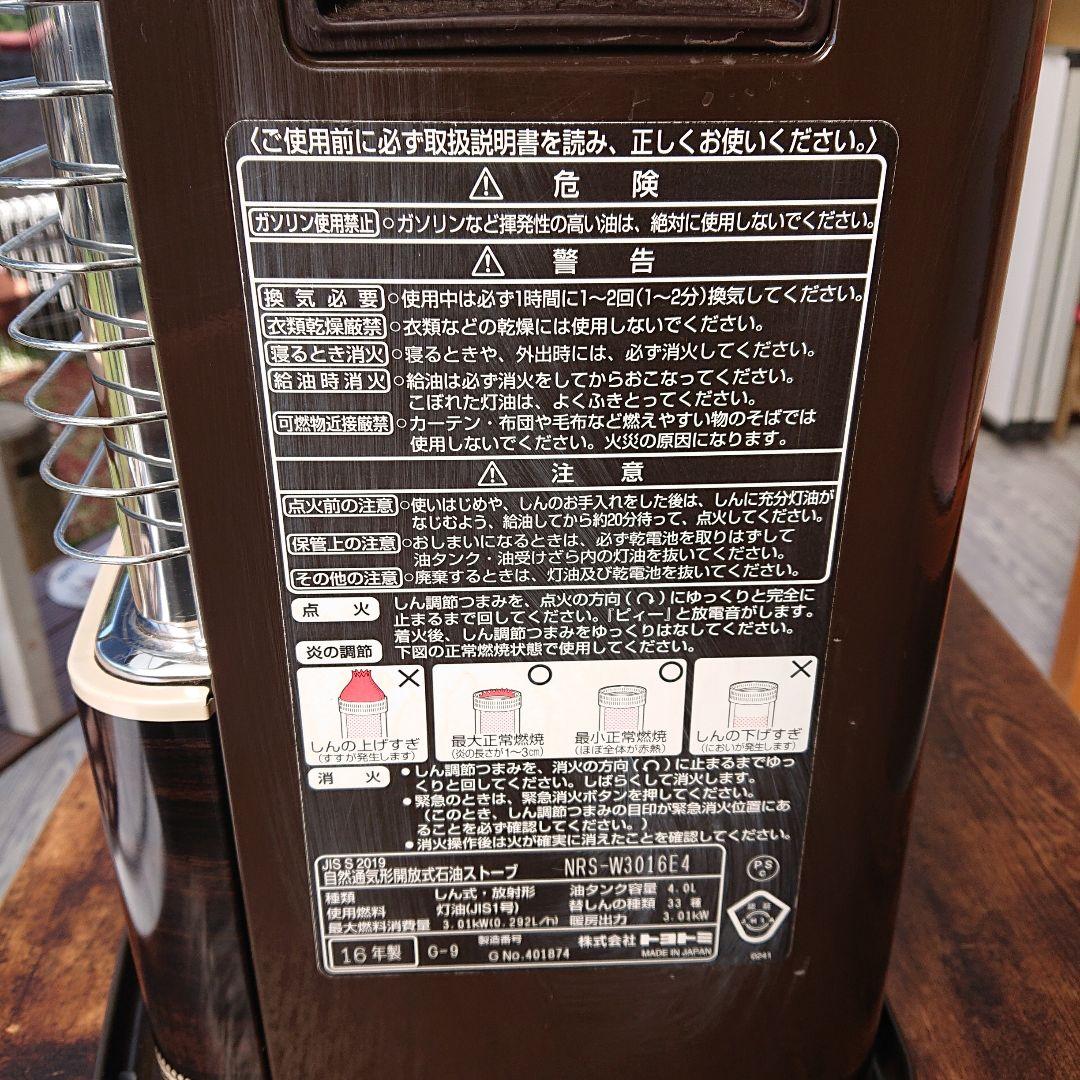 〈ご使用前に必ず取扱説明書を読み、正しくお使いください。〉
⚠ 危険
ガソリン使用禁止 ○ガソリンなど揮発性の高い油は、絶対に使用しないでください。
⚠ 警告
換気必要 ○使用中は必ず1時間に1～2回(1～2分)換気してください。
衣類乾燥厳禁 ○衣類などの乾燥には使用しないでください。
寝るとき消火 ○寝るときや、外出時には、必ず消火してください。
給油時消火 ○給油は必ず消火をしてからおこなってください。
こぼれた灯油は、よくふきとってください。
可燃物近接厳禁 ○カーテン・布団や毛布など燃えやすい物のそばでは
使用しないでください。火災の原因になります。
⚠ 注意
点火前の注意 ○使いはじめや、しんのお手入れをした後は、しんに充分灯油が
なじむよう、給油してから約20分待って、点火してください。
保管上の注意 ○おしまいになるときは、必ず乾電池を取りはずして
油タンク・油受けざら内の灯油を抜いてください。
その他の注意 ○廃棄するときは、灯油及び乾電池を抜いてください。
点火 しん調節つまみを、点火の方向(↷)にゆっくりと完全に
止まるまで回してください。『ピィー』と放電音がします。
着火後、しん調節つまみをゆっくりはなしてください。
炎の調節 下図の正常燃焼状態で使用してください。
× ○ ○ ×
しんの上げすぎ 最大正常燃焼 最小正常燃焼 しんの下げすぎ
(すすが発生します) (炎の長さが1～3cm) (ほぼ全体が赤熱) (においが発生します)
消火 ●しん調節つまみを、消火の方向(↶)に止まるまでゆっ
くりと回してください。しばらくして消火します。
●緊急のときは、緊急消火ボタンを押してください。
(このとき、しん調節つまみの目印が緊急消火位置にあ
ることを必ず確認してください。)
●消火操作後は火が確実に消えたことを確認してください。
JIS S 2019
自然通気形開放式石油ストーブ NRS-W3016E4
種類 しん式・放射形 油タンク容量 4.0L
使用燃料 灯油(JIS1号) 替しんの種類 33 種
最大燃料消費量 3.01kW(0.292L/h) 暖房出力 3.01kW
16年製 G-9 製造番号 G No.401874 株式会社 トヨトミ
MADE IN JAPAN
PS C
JHIA
0241